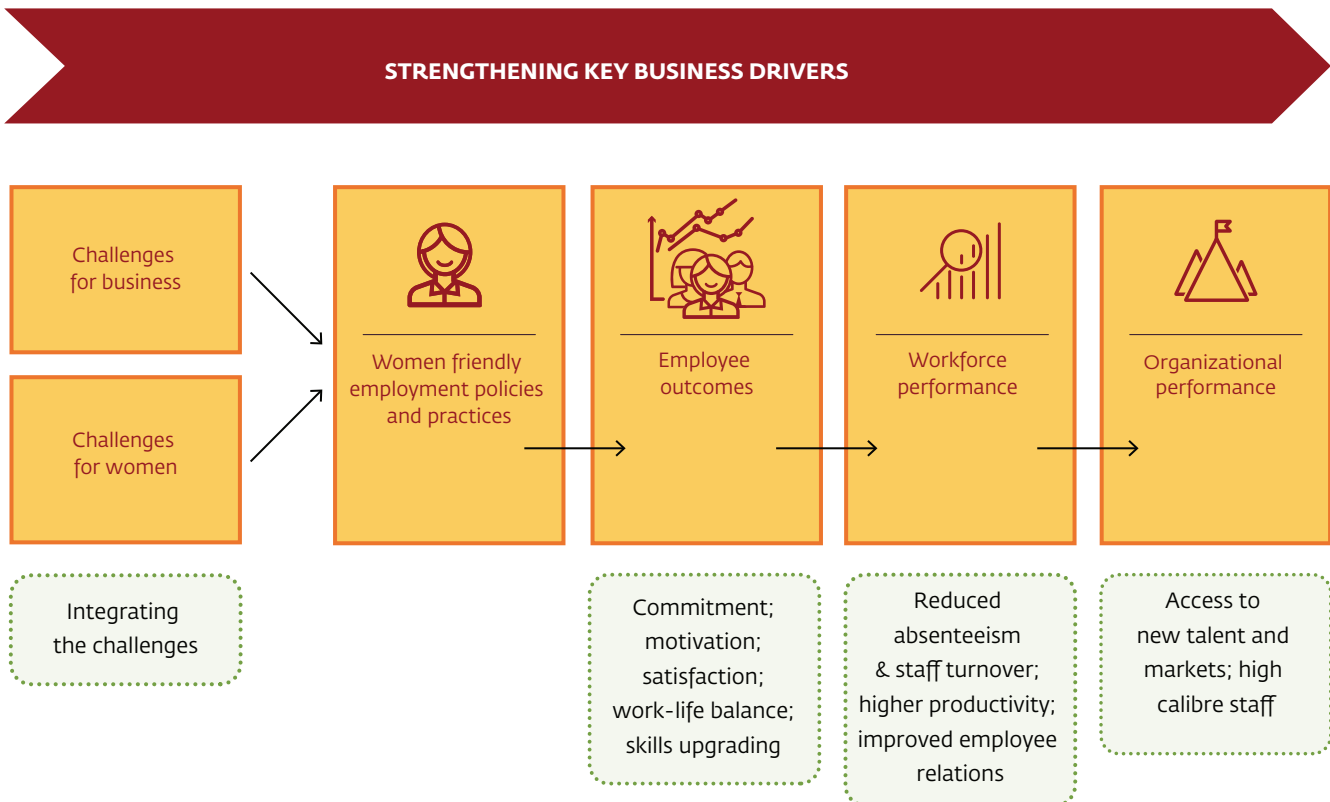 STRENGTHENING KEY BUSINESS DRIVERS
Challenges
for business
Challenges
for women
Women friendly
employment policies
and practices
Employee
outcomes
Workforce
performance
Organizational
performance
Integrating
the challenges
Commitment;
motivation;
satisfaction;
work-life balance;
skills upgrading
Reduced
absenteeism
& staff turnover;
higher productivity;
improved employee
relations
Access to
new talent and
markets; high
calibre staff